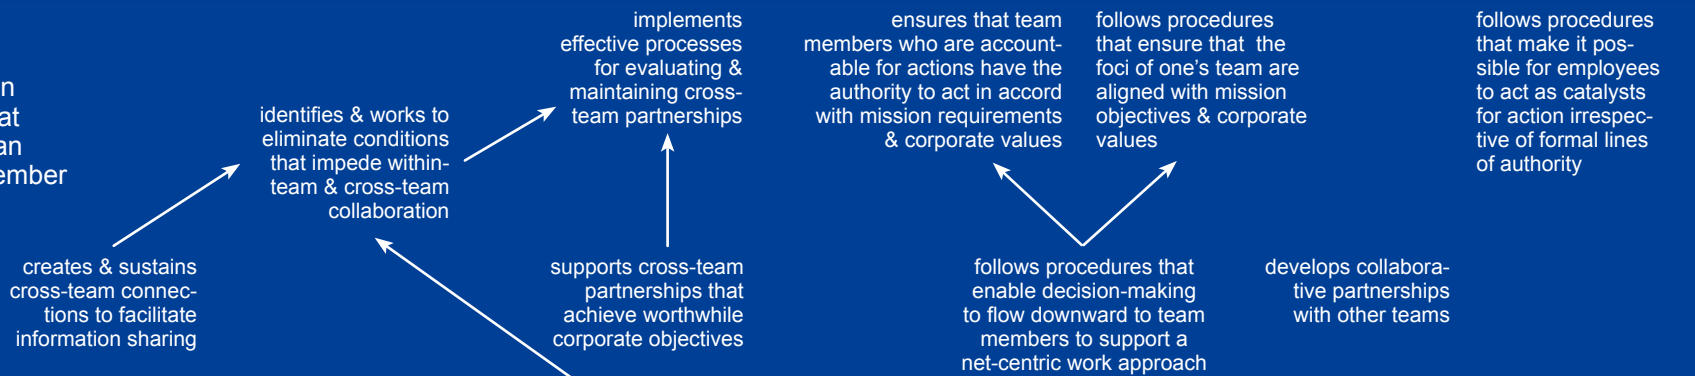 n
at
an
ember
creates & sustains
cross-team connec-
tions to facilitate
information sharing
identifies & works to
eliminate conditions
that impede within-
team & cross-team
collaboration
implements
effective processes
for evaluating &
maintaining cross-
team partnerships
supports cross-team
partnerships that
achieve worthwhile
corporate objectives
ensures that team
members who are account-
able for actions have the
authority to act in accord
with mission requirements
& corporate values
follows procedures
that ensure that  the
foci of one's team are
aligned with mission
objectives & corporate
values
follows procedures that
enable decision-making
to flow downward to team
members to support a
net-centric work approach
develops collabora-
tive partnerships
with other teams
follows procedures
that make it pos-
sible for employees
to act as catalysts
for action irrespec-
tive of formal lines
of authority